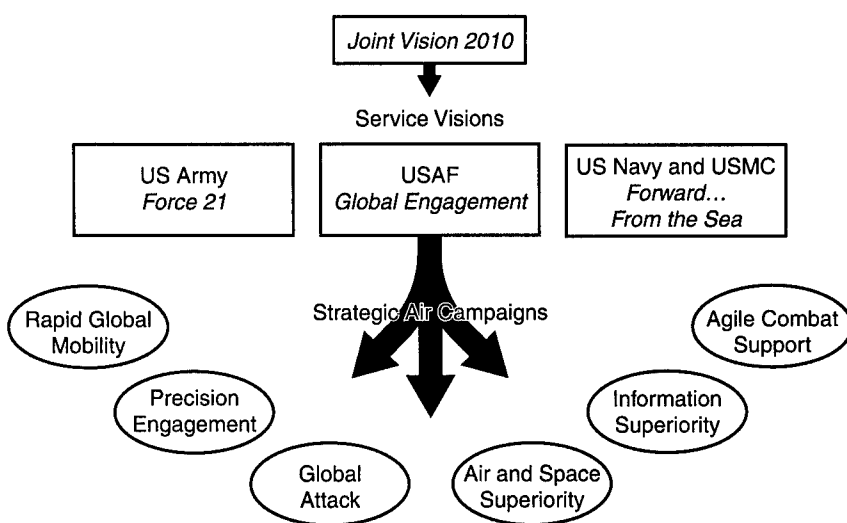 Joint Vision 2010
Service Visions
US Army
Force 21
USAF
Global Engagement
US Navy and USMC
Forward...
From the Sea
Strategic Air Campaigns
Rapid Global
Mobility
Precision
Engagement
Global
Attack
Air and Space
Superiority
Information
Superiority
Agile Combat
Support